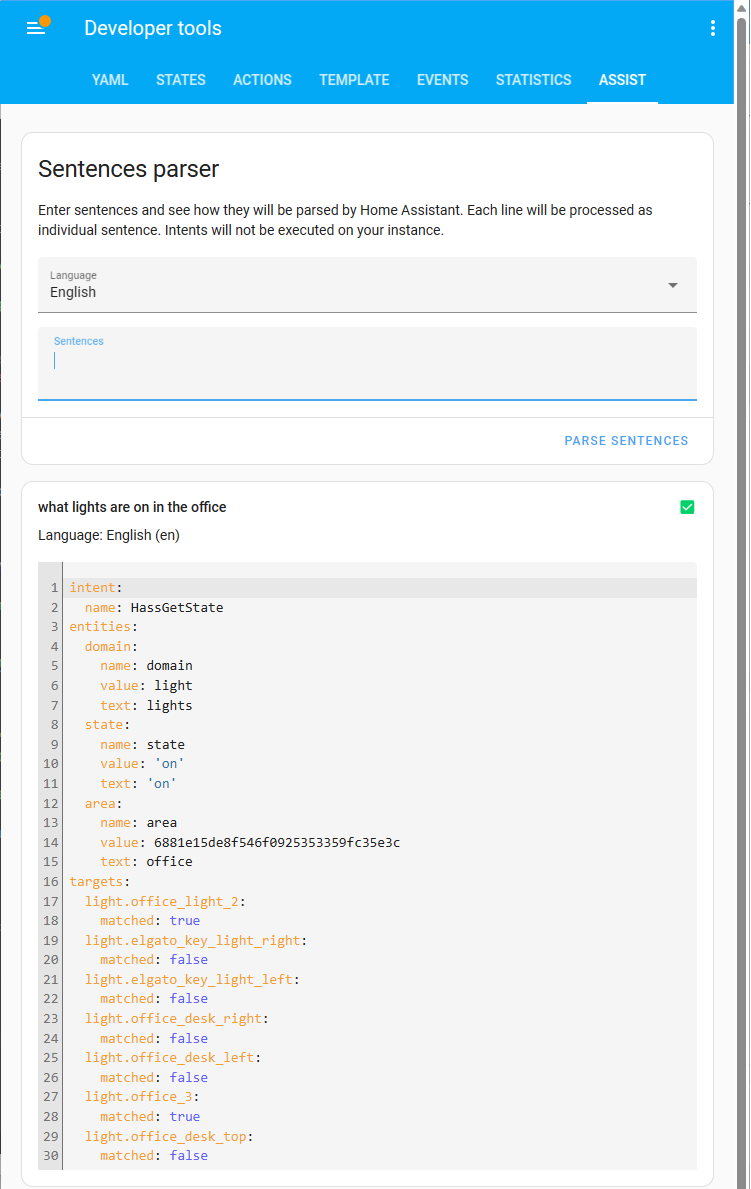 Developer tools
YAML STATES ACTIONS TEMPLATE EVENTS STATISTICS ASSIST
Sentences parser
Enter sentences and see how they will be parsed by Home Assistant. Each line will be processed as
individual sentence. Intents will not be executed on your instance.
Language
English
Sentences
PARSE SENTENCES
what lights are on in the office
Language: English (en)
1 intent:
2   name: HassGetState
3 entities:
4   domain:
5     name: domain
6     value: light
7     text: lights
8   state:
9     name: state
10     value: 'on'
11     text: 'on'
12   area:
13     name: area
14     value: 6881e15de8f546f0925353359fc35e3c
15     text: office
16 targets:
17   light.office_light_2:
18     matched: true
19   light.elgato_key_light_right:
20     matched: false
21   light.elgato_key_light_left:
22     matched: false
23   light.office_desk_right:
24     matched: false
25   light.office_desk_left:
26     matched: false
27   light.office_3:
28     matched: true
29   light.office_desk_top:
30     matched: false